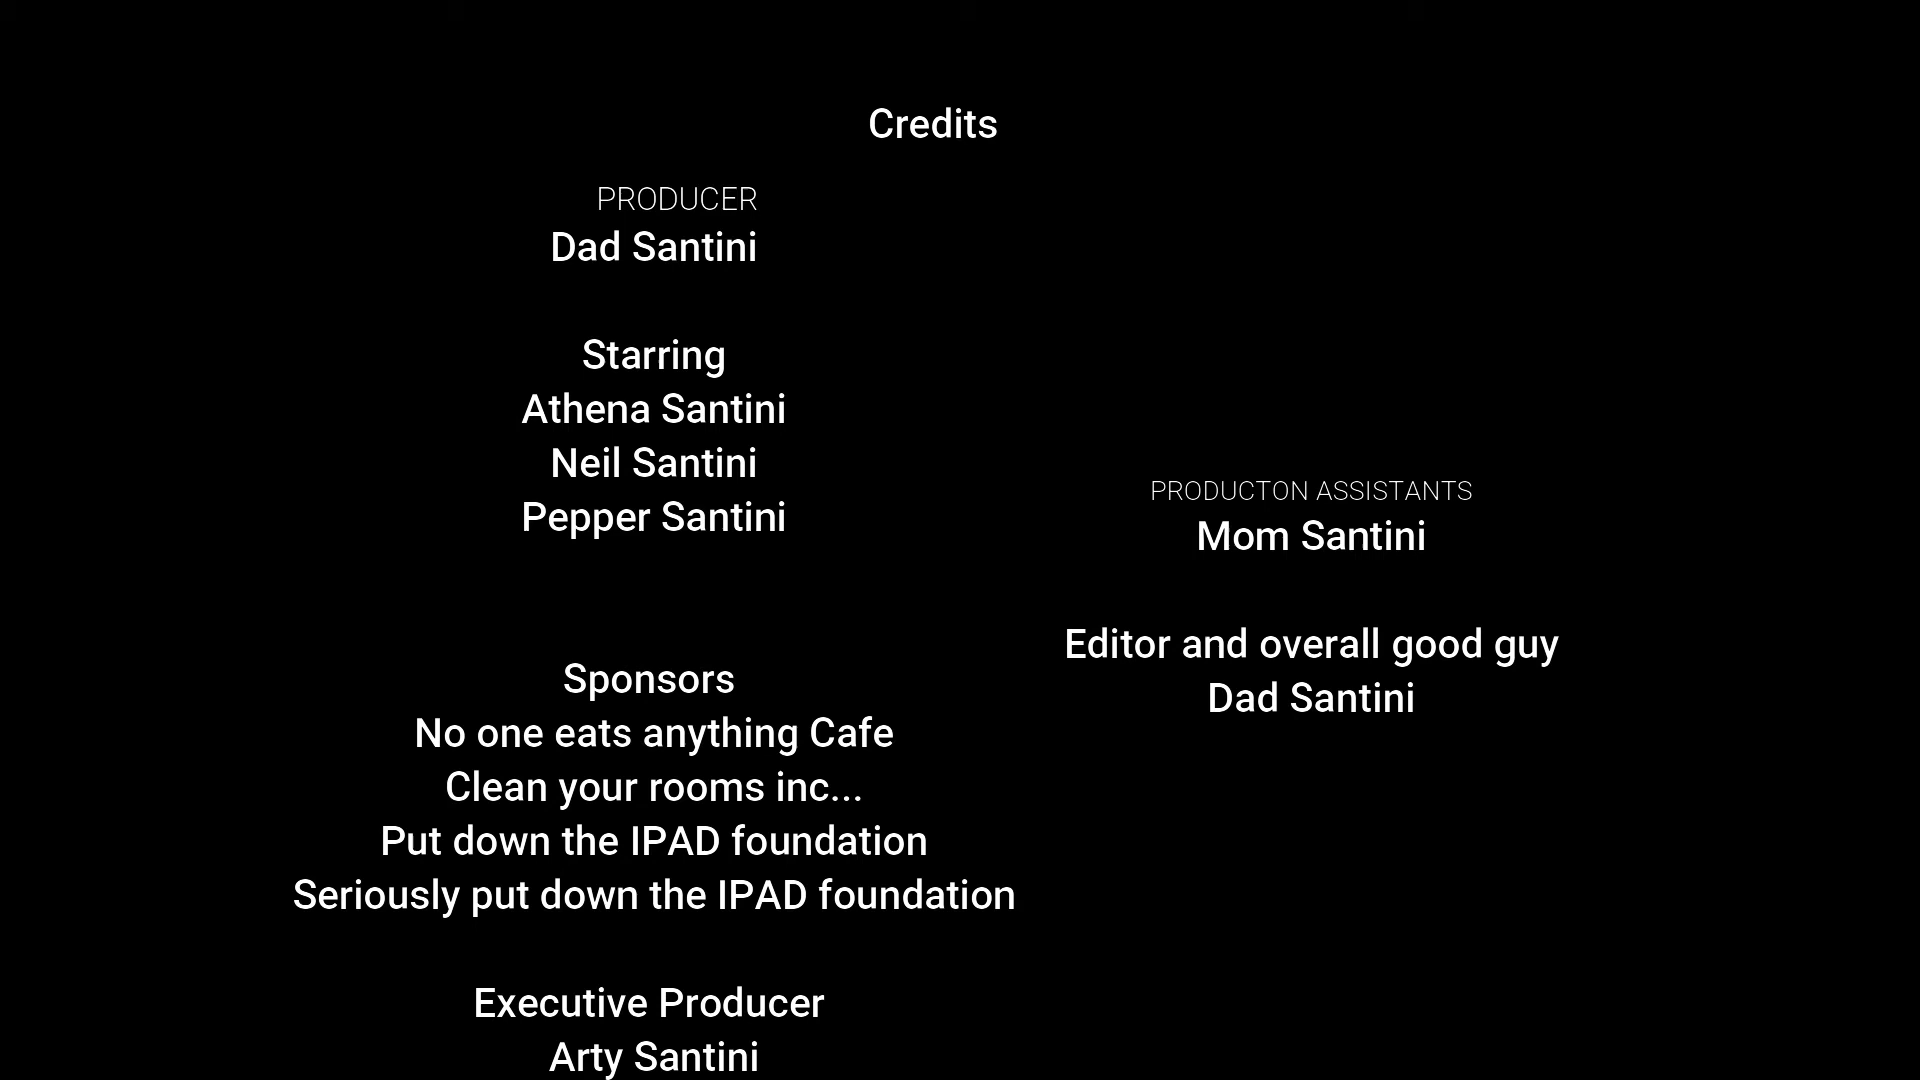 Credits
PRODUCER
Dad Santini
Starring
Athena Santini
Neil Santini
Pepper Santini
Sponsors
No one eats anything Cafe
Clean your rooms inc...
Put down the IPAD foundation
Seriously put down the IPAD foundation
Executive Producer
Arty Santini
PRODUCTON ASSISTANTS
Mom Santini
Editor and overall good guy
Dad Santini